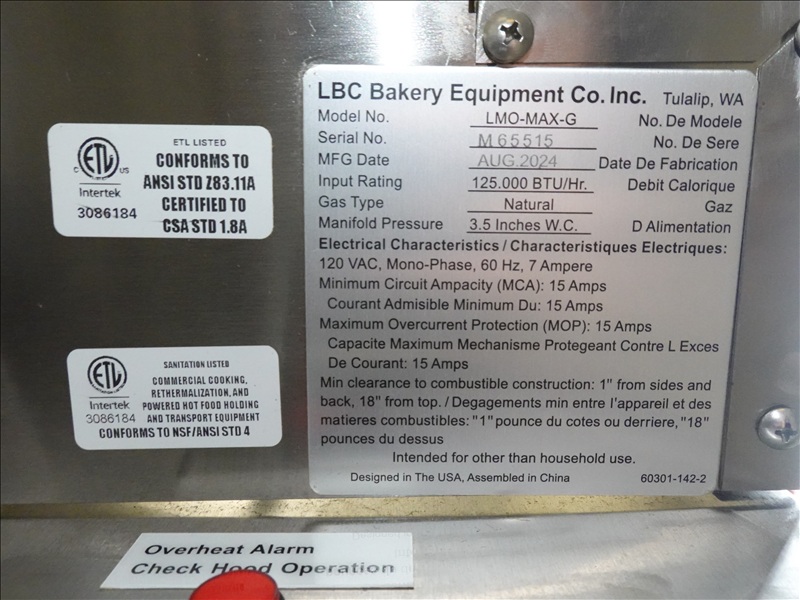 LBC Bakery Equipment Co. Inc. Tulalip, WA
Model No. LMO-MAX-G No. De Modele
Serial No. M65515 No. De Sere
MFG Date AUG.2024 Date De Fabrication
Input Rating 125.000 BTU/Hr. Debit Calorique
Gas Type Natural Gaz
Manifold Pressure 3.5 Inches W.C. D Alimentation
Electrical Characteristics / Characteristiques Electriques:
120 VAC, Mono-Phase, 60 Hz, 7 Ampere
Minimum Circuit Ampacity (MCA): 15 Amps
Courant Admisible Minimum Du: 15 Amps
Maximum Overcurrent Protection (MOP): 15 Amps
Capacite Maximum Mechanisme Protegeant Contre L Exces
De Courant: 15 Amps
Min clearance to combustible construction: 1" from sides and
back, 18" from top. / Degagements min entre l'appareil et des
matieres combustibles: "1" pounce du cotes ou derriere, "18"
pounces du dessus
Intended for other than household use.
Designed in The USA, Assembled in China 60301-142-2
ETL LISTED
CONFORMS TO
ANSI STD Z83.11A
CERTIFIED TO
CSA STD 1.8A
C ETL US
Intertek
3086184
SANITATION LISTED
COMMERCIAL COOKING,
RETHERMALIZATION, AND
POWERED HOT FOOD HOLDING
AND TRANSPORT EQUIPMENT
CONFORMS TO NSF/ANSI STD 4
ETL
Intertek
3086184
Overheat Alarm
Check Hood Operation